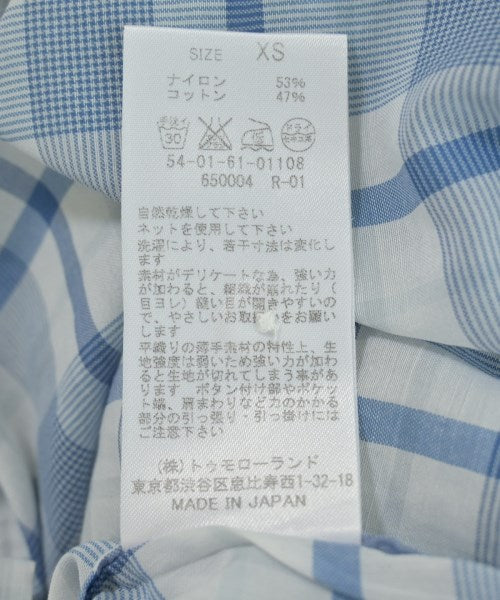 SIZE XS
ナイロン 53%
コットン 47%
手洗イ
30
ドライ
54-01-61-01108
650004 R-01
自然乾燥して下さい
ネットを使用して下さい
洗濯により、若干寸法は変化し
ます
素材がデリケートな為、強い力
が加わると、組織が崩れたり(
目ヨレ)縫い目が開きやすいの
で、やさしいお取扱いをお願い
します
平織りの薄手素材の特性上、生
地強度は弱いため強い力が加わ
ると生地が切れてしまう事があ
ります ボタン付け部やポケッ
ト端、肩まわりなど力のかかる
部分の引っ張り・引っ掛けには
ご注意下さい
(株)トゥモローランド
東京都渋谷区恵比寿西1-32-18
MADE IN JAPAN